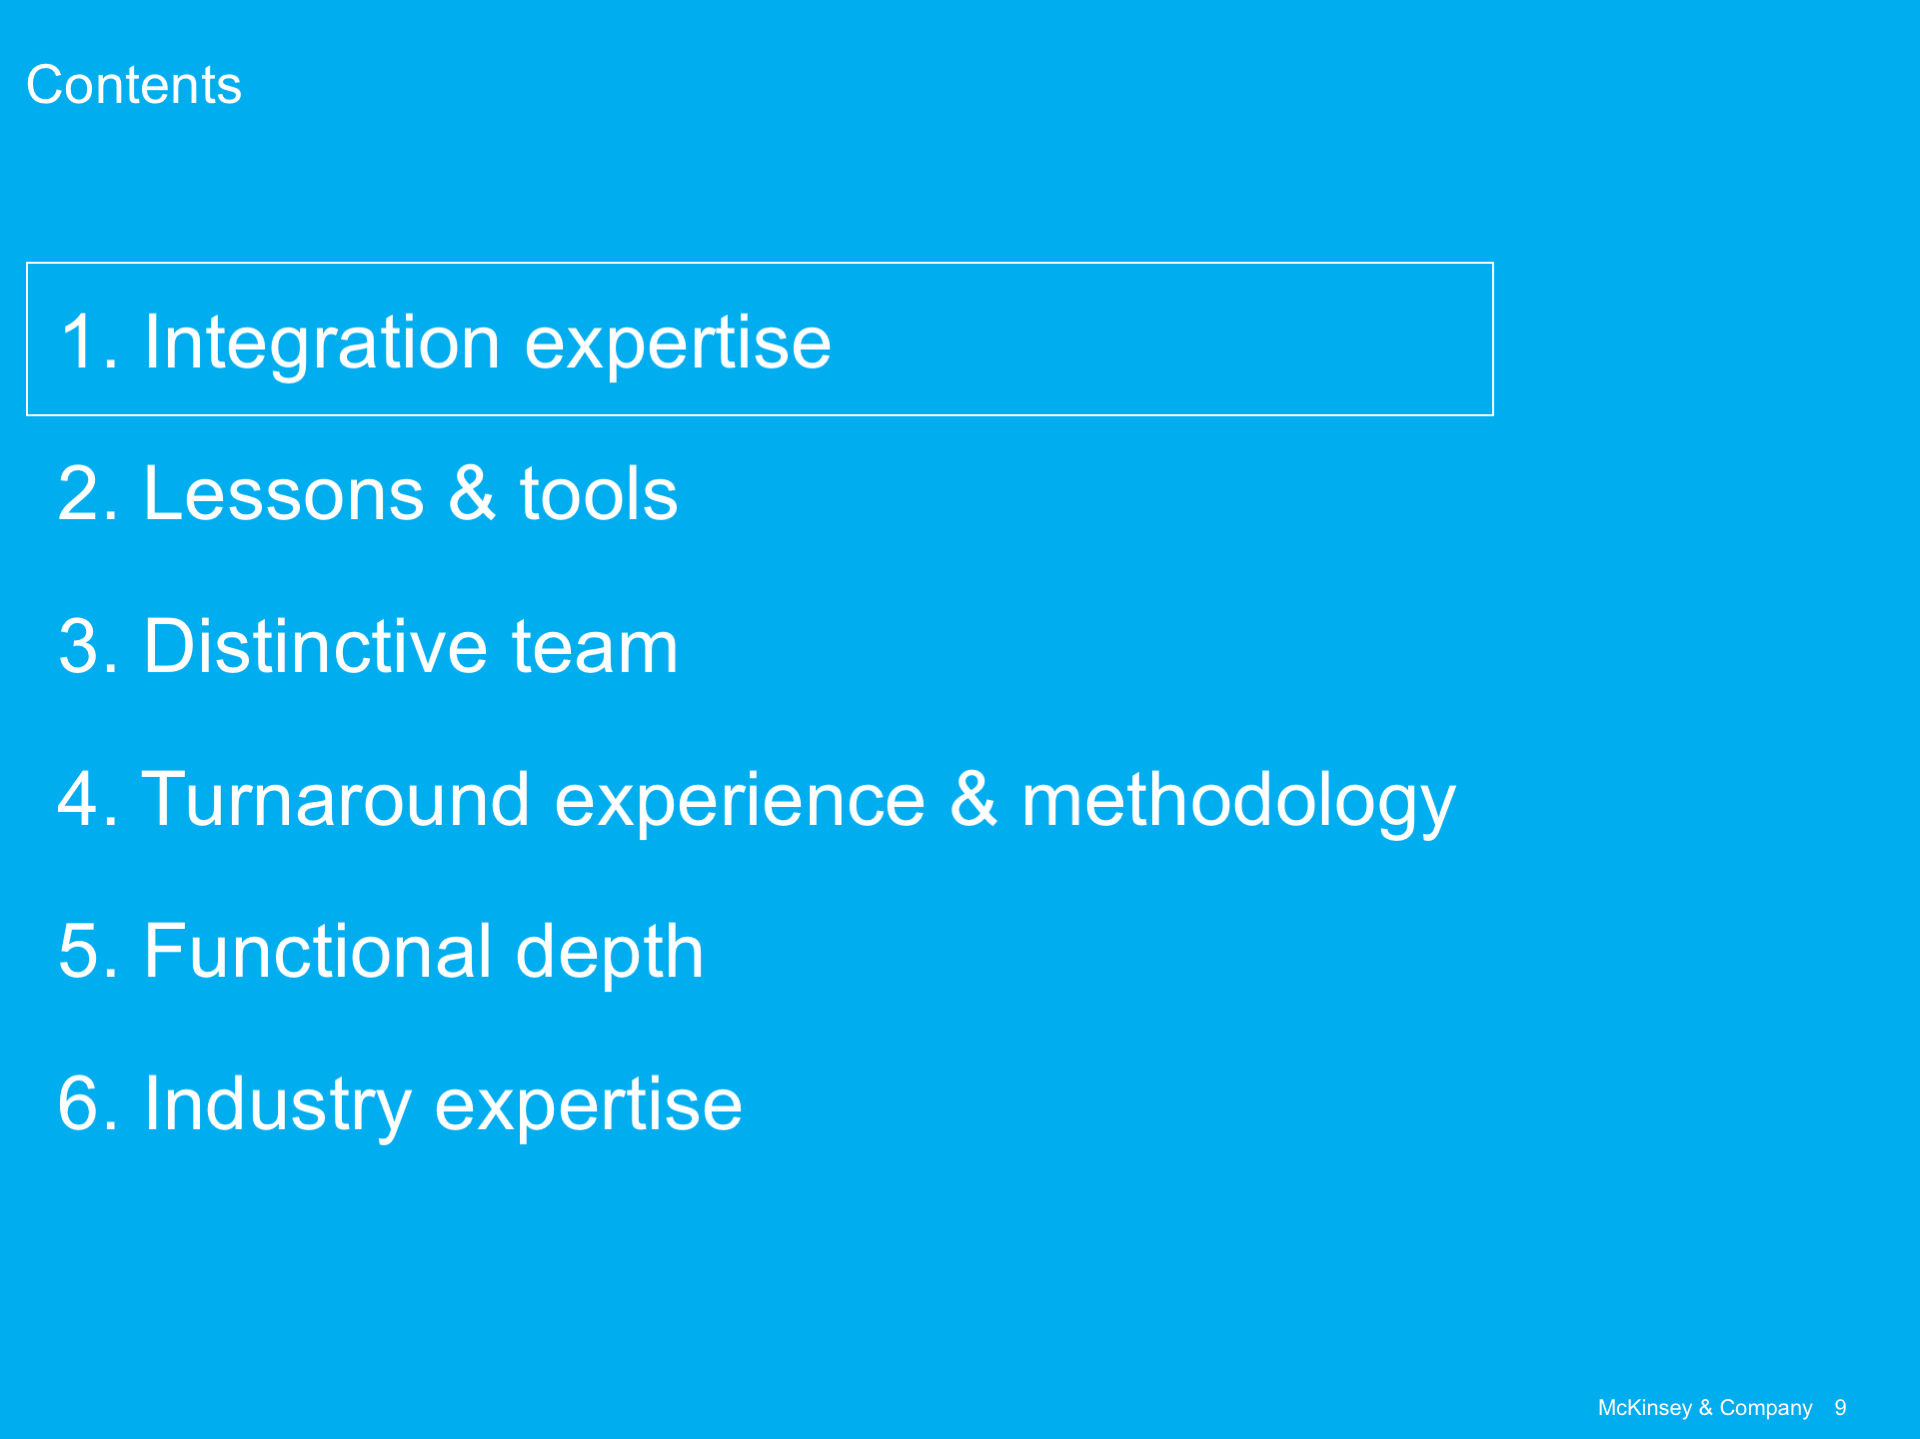 Contents
1. Integration expertise
2. Lessons & tools
3. Distinctive team
4. Turnaround experience & methodology
5. Functional depth
6. Industry expertise
McKinsey & Company 9